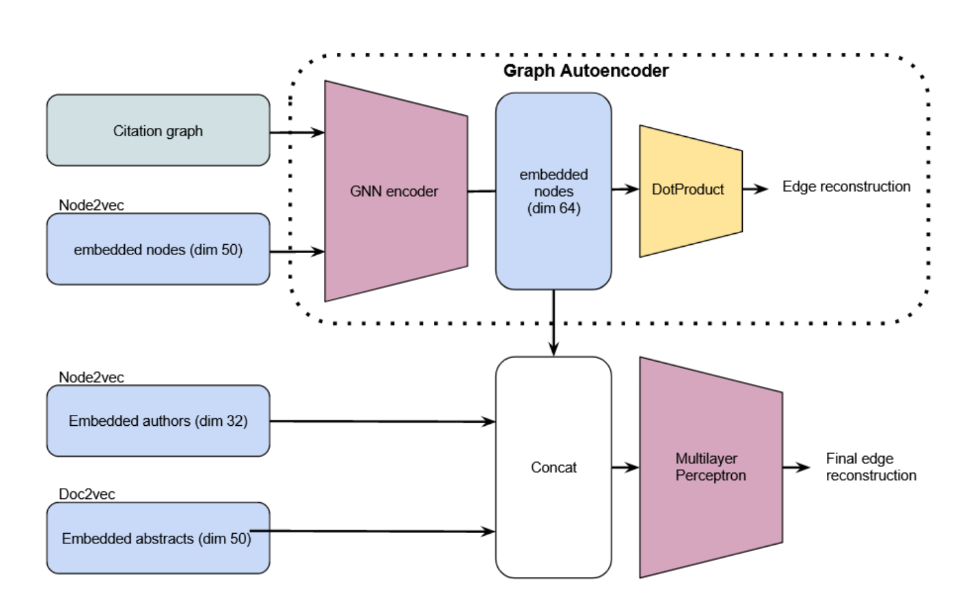 Graph Autoencoder
Citation graph
Node2vec
embedded nodes (dim 50)
GNN encoder
embedded
nodes
(dim 64)
DotProduct
Edge reconstruction
Node2vec
Embedded authors (dim 32)
Doc2vec
Embedded abstracts (dim 50)
Concat
Multilayer
Perceptron
Final edge
reconstruction